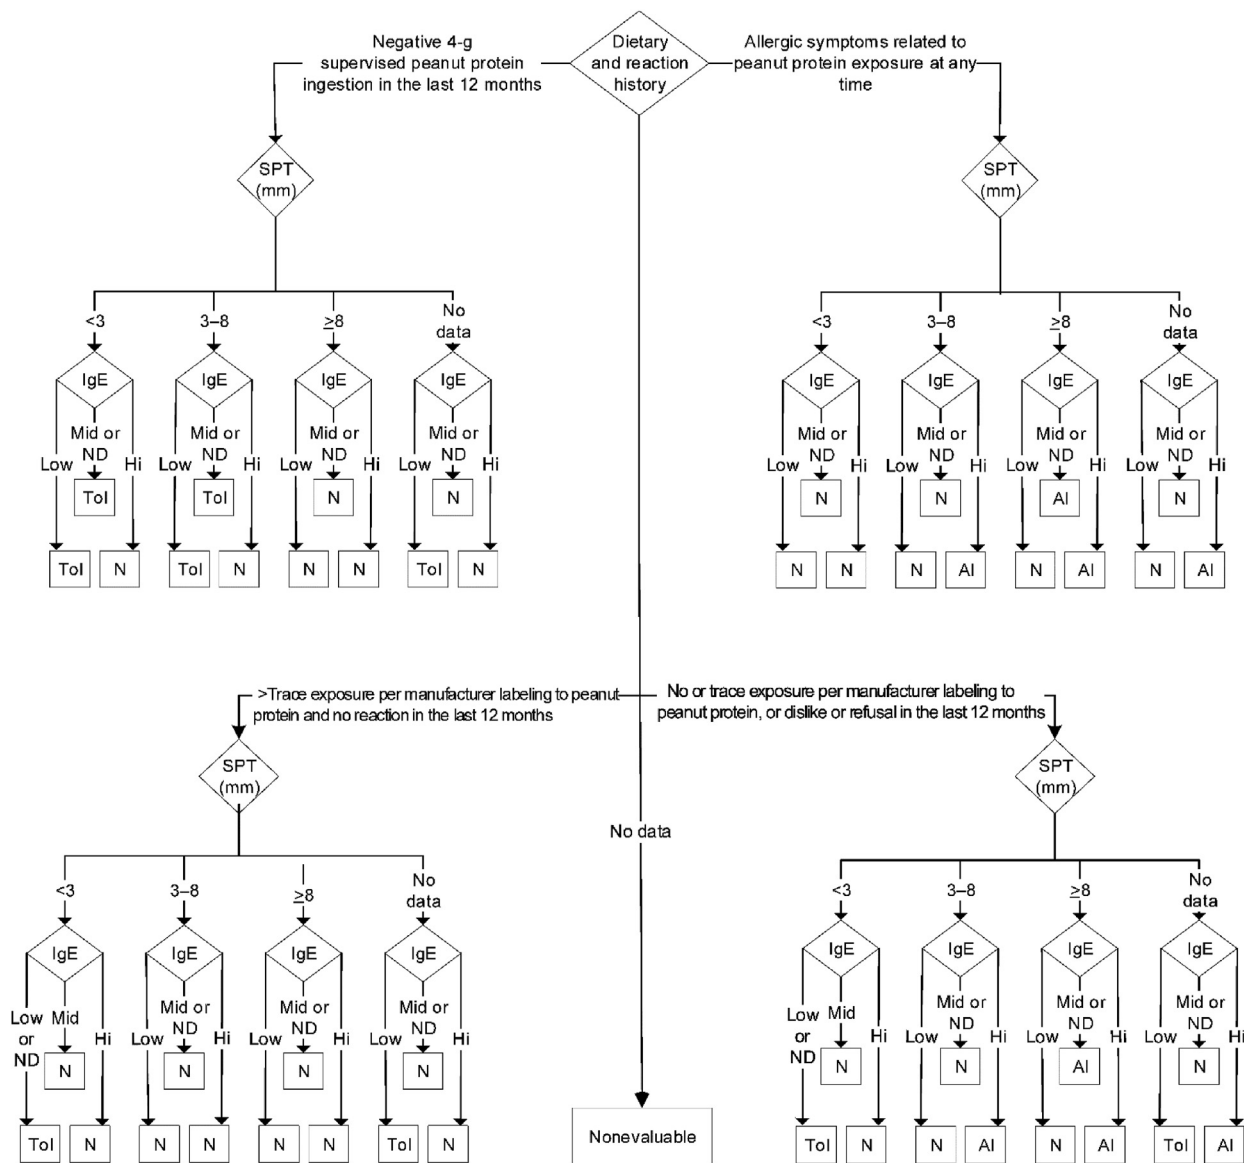 Negative 4-g
supervised peanut protein
ingestion in the last 12 months
Dietary
and reaction
history
Allergic symptoms related to
peanut protein exposure at any
time
SPT
(mm)
SPT
(mm)
<3
3–8
≥8
No
data
<3
3–8
≥8
No
data
IgE
IgE
IgE
IgE
IgE
IgE
IgE
IgE
Mid or
ND
Mid or
ND
Mid or
ND
Mid or
ND
Mid or
ND
Mid or
ND
Mid or
ND
Mid or
ND
Low
Hi
Low
Hi
Low
Hi
Low
Hi
Low
Hi
Low
Hi
Low
Hi
Low
Hi
Tol
Tol
N
N
N
N
Al
N
Tol
N
Tol
N
N
N
Tol
N
N
N
N
Al
N
Al
N
Al
>Trace exposure per manufacturer labeling to peanut
protein and no reaction in the last 12 months
No or trace exposure per manufacturer labeling to
peanut protein, or dislike or refusal in the last 12 months
SPT
(mm)
SPT
(mm)
No data
<3
3–8
≥8
No
data
<3
3–8
≥8
No
data
IgE
IgE
IgE
IgE
IgE
IgE
IgE
IgE
Low
or
ND
Mid
Hi
Low
Mid or
ND
Hi
Low
Mid or
ND
Hi
Low
Mid or
ND
Hi
Low
or
ND
Mid
Hi
Low
Mid or
ND
Hi
Low
Mid or
ND
Hi
Low
Mid or
ND
Hi
N
N
N
N
N
N
Al
N
Tol
N
N
N
N
N
Tol
N
Nonevaluable
Tol
N
N
Al
N
Al
Tol
Al